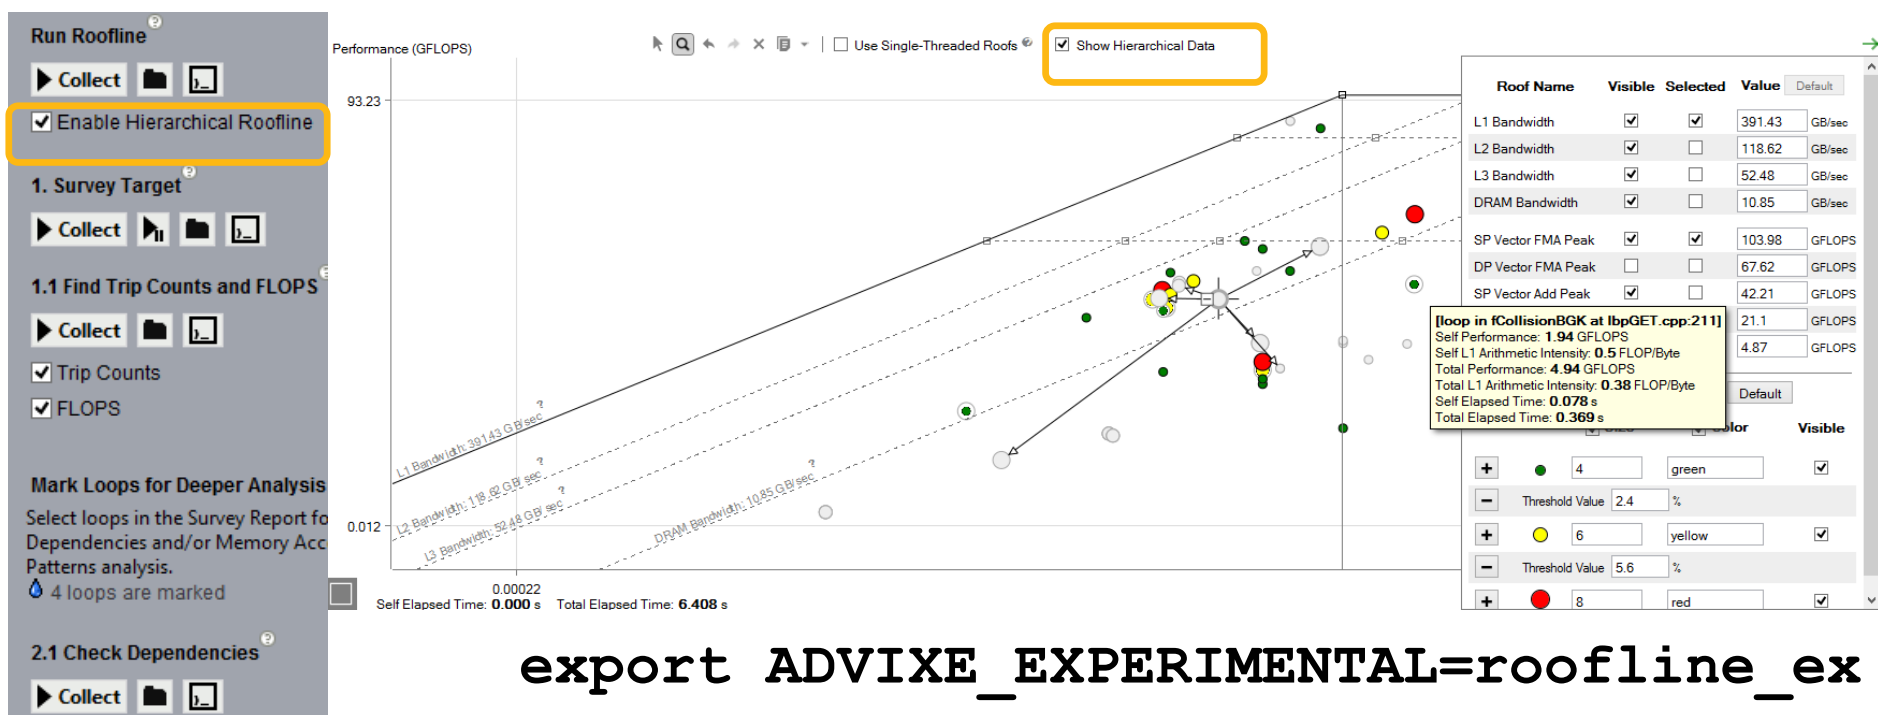 Run Roofline ?
Collect
Enable Hierarchical Roofline
1. Survey Target ?
Collect
1.1 Find Trip Counts and FLOPS
Collect
Trip Counts
FLOPS
Mark Loops for Deeper Analysis
Select loops in the Survey Report fo
Dependencies and/or Memory Acc
Patterns analysis.
4 loops are marked
2.1 Check Dependencies ?
Collect
Performance (GFLOPS)
Use Single-Threaded Roofs ?
Show Hierarchical Data
93.23
0.012
0.00022
L1 Bandwidth: 391.43 GB/sec ?
L2 Bandwidth: 118.62 GB/sec ?
L3 Bandwidth: 52.48 GB/sec ?
DRAM Bandwidth: 10.85 GB/sec ?
Self Elapsed Time: 0.000 s Total Elapsed Time: 6.408 s
Roof Name Visible Selected Value Default
L1 Bandwidth 391.43 GB/sec
L2 Bandwidth 118.62 GB/sec
L3 Bandwidth 52.48 GB/sec
DRAM Bandwidth 10.85 GB/sec
SP Vector FMA Peak 103.98 GFLOPS
DP Vector FMA Peak 67.62 GFLOPS
SP Vector Add Peak 42.21 GFLOPS
21.1 GFLOPS
4.87 GFLOPS
[loop in fCollisionBGK at lbpGET.cpp:211]
Self Performance: 1.94 GFLOPS
Self L1 Arithmetic Intensity: 0.5 FLOP/Byte
Total Performance: 4.94 GFLOPS
Total L1 Arithmetic Intensity: 0.38 FLOP/Byte
Self Elapsed Time: 0.078 s
Total Elapsed Time: 0.369 s
Default
Visible
+ 4 green
- Threshold Value 2.4 %
+ 6 yellow
- Threshold Value 5.6 %
+ 8 red
export ADVIXE_EXPERIMENTAL=roofline_ex